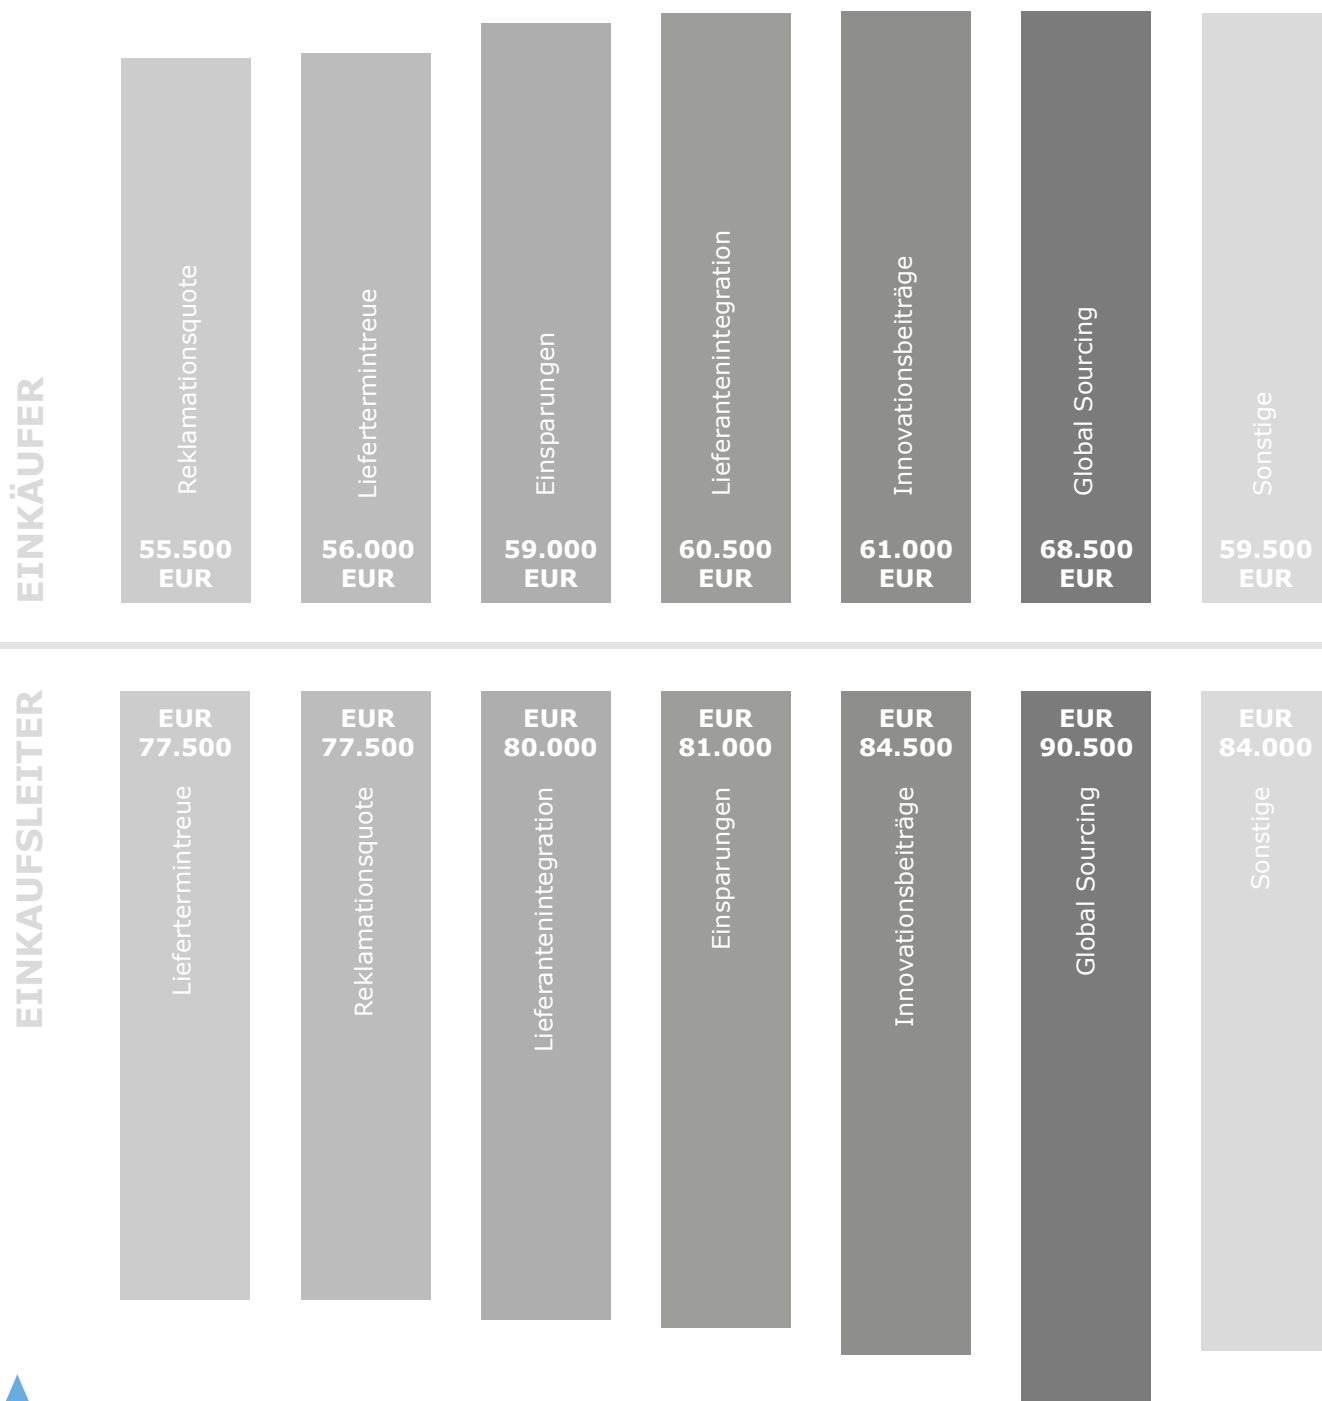 EINKÄUFER
Reklamationsquote
55.500
EUR
Liefertermintreue
56.000
EUR
Einsparungen
59.000
EUR
Lieferantenintegration
60.500
EUR
Innovationsbeiträge
61.000
EUR
Global Sourcing
68.500
EUR
Sonstige
59.500
EUR
EINKAUFSLEITER
EUR
77.500
Liefertermintreue
EUR
77.500
Reklamationsquote
EUR
80.000
Lieferantenintegration
EUR
81.000
Einsparungen
EUR
84.500
Innovationsbeiträge
EUR
90.500
Global Sourcing
EUR
84.000
Sonstige